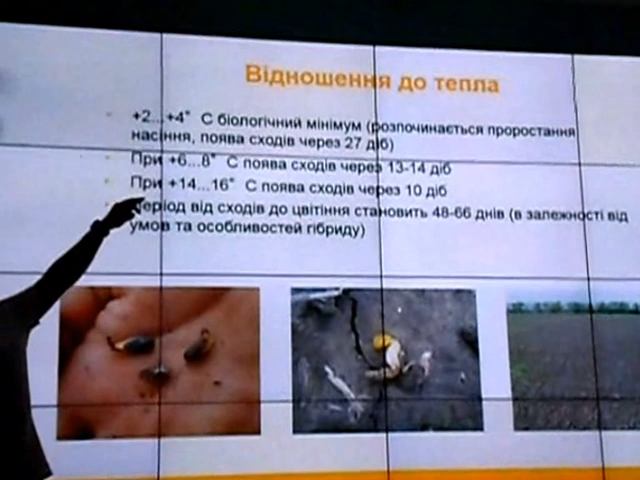 Відношення до тепла
+2...+4° С біологічний мінімум (розпочинається проростання
насіння, поява сходів через 27 діб)
При +6...8° С поява сходів через 13-14 діб
При +14...16° С поява сходів через 10 діб
Період від сходів до цвітіння становить 48-66 днів (в залежності від
умов та особливостей гібриду)